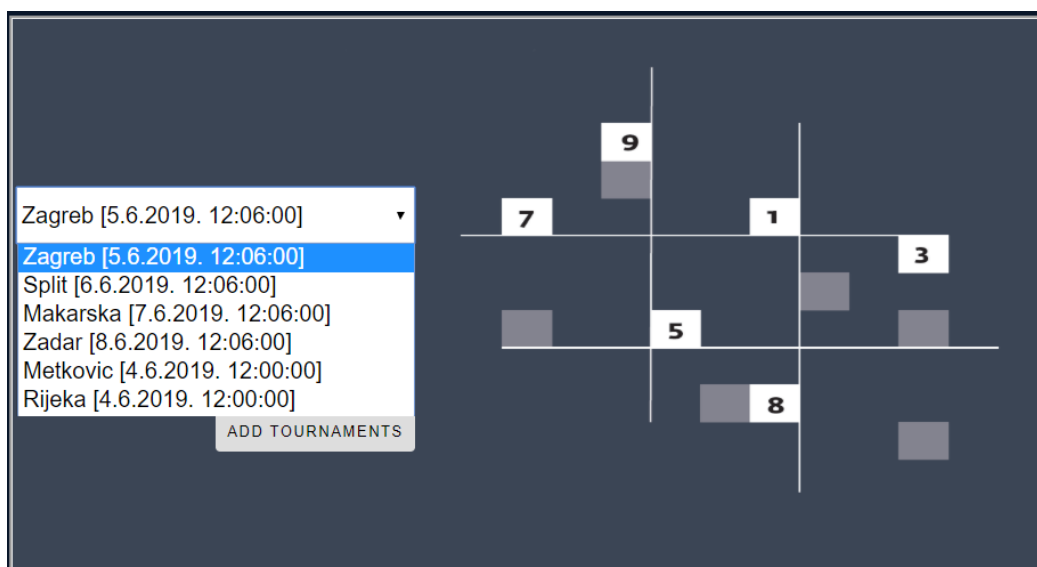 Zagreb [5.6.2019. 12:06:00]
Zagreb [5.6.2019. 12:06:00]
Split [6.6.2019. 12:06:00]
Makarska [7.6.2019. 12:06:00]
Zadar [8.6.2019. 12:06:00]
Metkovic [4.6.2019. 12:00:00]
Rijeka [4.6.2019. 12:00:00]
ADD TOURNAMENTS
9
7 1
3
5
8